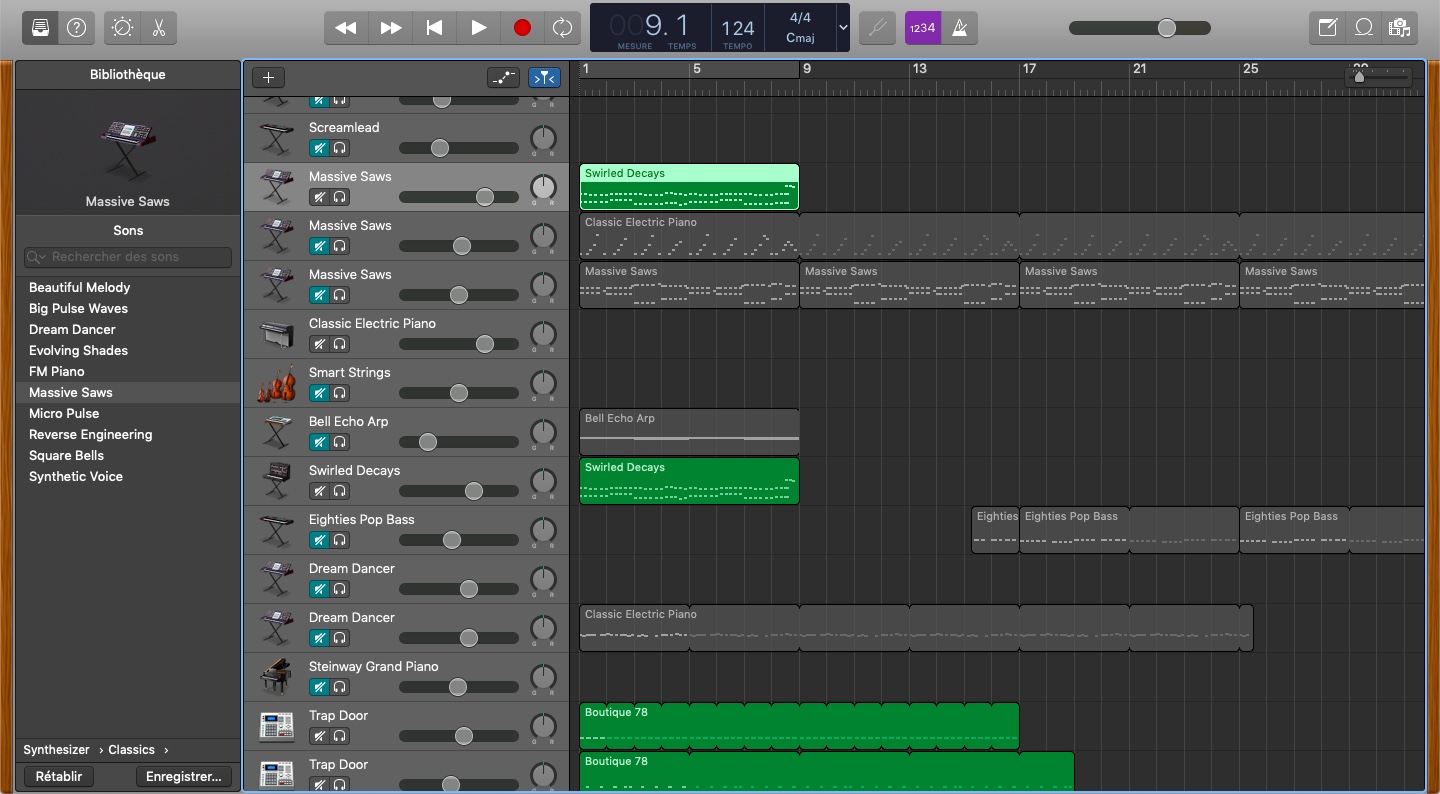 1234
009. 1
MESURE TEMPS
124
TEMPO
4/4
Cmaj
Bibliothèque
Massive Saws
Sons
Rechercher des sons
Beautiful Melody
Big Pulse Waves
Dream Dancer
Evolving Shades
FM Piano
Massive Saws
Micro Pulse
Reverse Engineering
Square Bells
Synthetic Voice
Synthesizer › Classics ›
Rétablir
Enregistrer...
1 5 9 13 17 21 25
Screamlead
Massive Saws
Swirled Decays
Massive Saws
Classic Electric Piano
Massive Saws
Massive Saws Massive Saws Massive Saws Massive Saws
Classic Electric Piano
Smart Strings
Bell Echo Arp
Bell Echo Arp
Swirled Decays
Swirled Decays
Eighties Pop Bass
Eighties Eighties Pop Bass Eighties Pop Bass
Dream Dancer
Dream Dancer
Classic Electric Piano
Steinway Grand Piano
Trap Door
Boutique 78
Trap Door
Boutique 78